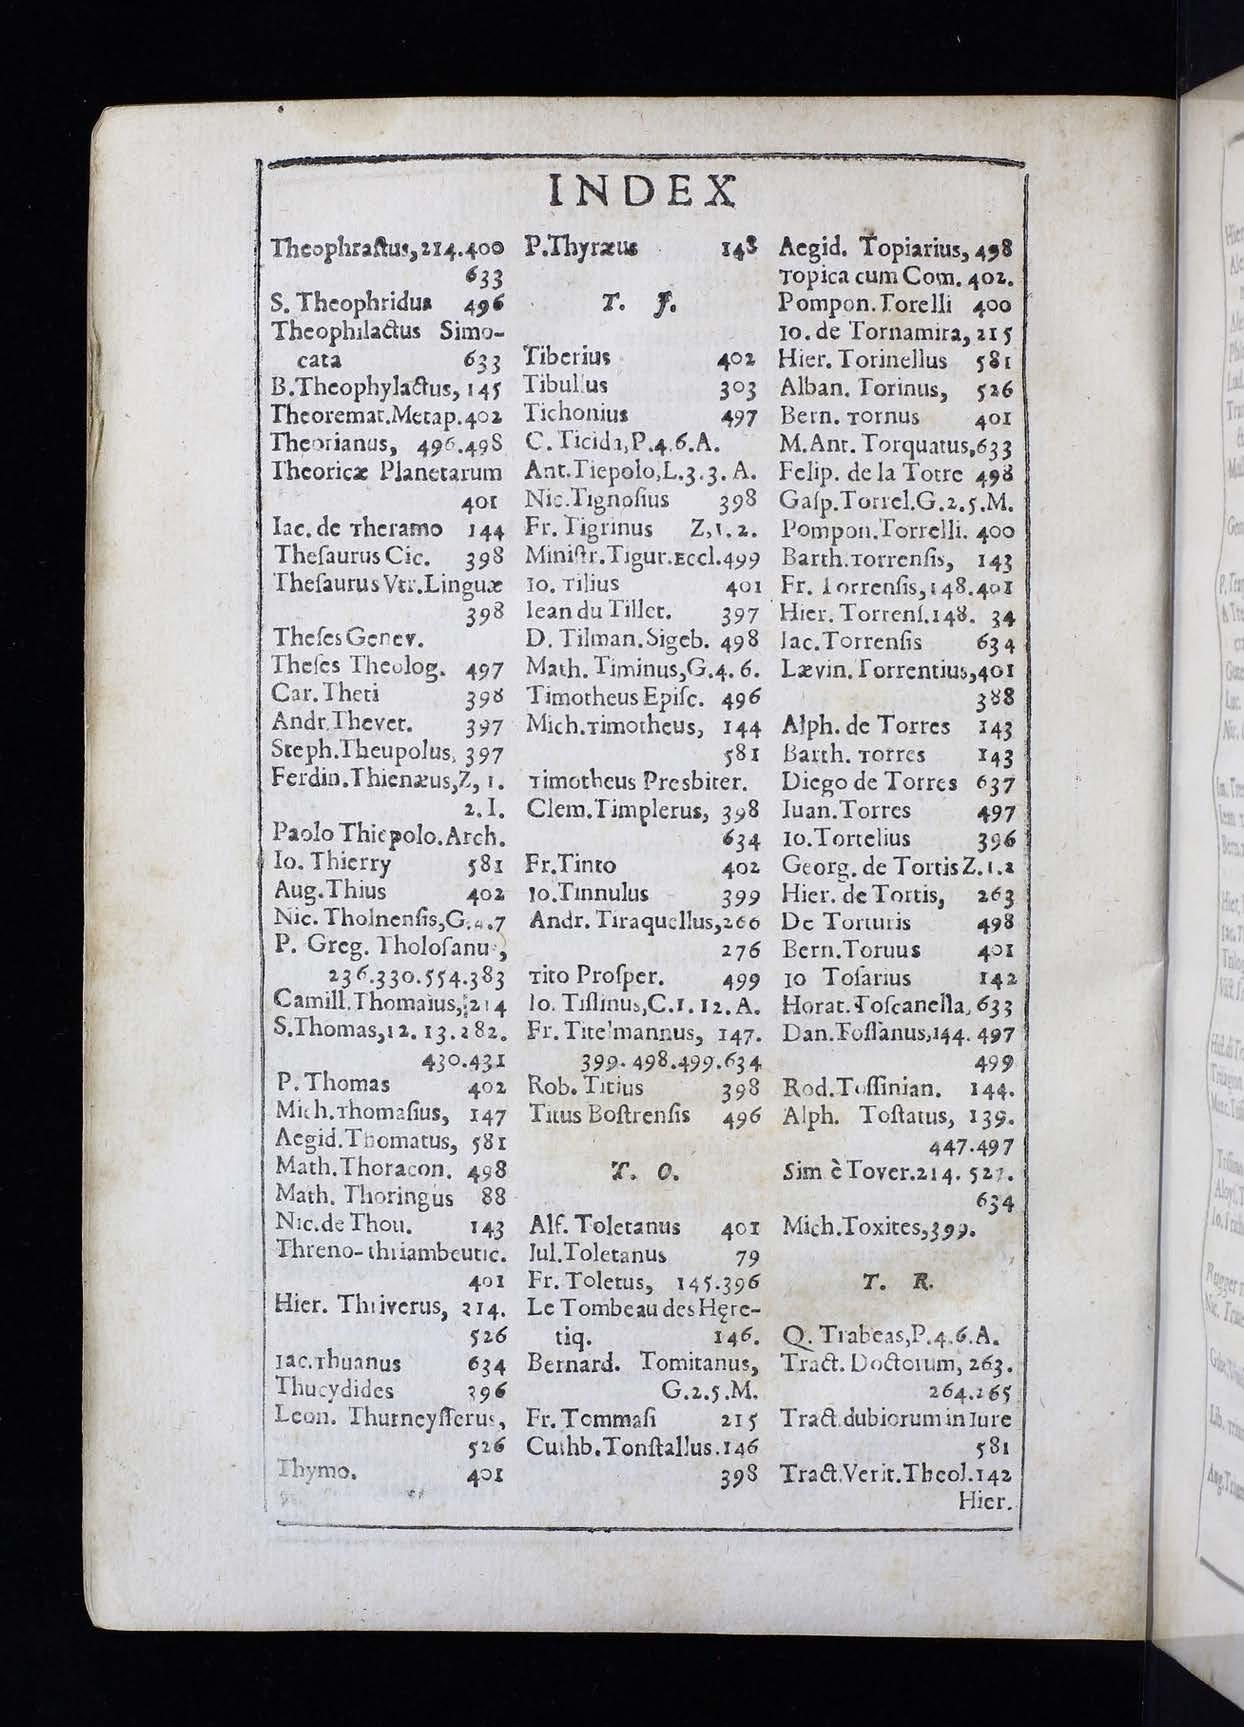 INDEX
Theophraſtus, 214.400
633
S. Theophridus 496
Theophilactus Simo-
cata 633
B.Theophylactus, 145
Theoremat.Metap.402
Theorianus, 496.498
Theoricæ Planetarum
401
Iac. de Theramo 144
Theſaurus Cic. 398
Theſaurus Vtr.Linguæ
398
Theſes Genev.
Theſes Theolog. 497
Car. Theti 398
Andr.Thevet. 397
Steph.Theupolus, 397
Ferdin.Thienæus,Z, 1.
2. I.
Paolo Thiepolo.Arch.
Io. Thierry 581
Aug.Thius 402
Nic. Tholnenſis,G.4.7
P. Greg. Tholoſanus,
236.330.554.383
Camill.Thomaius, 214
S.Thomas,12. 13.282.
430.431
P. Thomas 402
Mich.Thomaſius, 147
Aegid.Thomatus, 581
Math.Thoracon. 498
Math. Thoringus 88
Nic.de Thou. 143
Threno-thriambeutic.
401
Hier. Thriverus, 214.
526
Iac.Thuanus 634
Thucydides 396
Leon. Thurneyſſerus,
526
Thymo. 401
P.Thyræus 148
T. J.
Tiberius 402
Tibullus 303
Tichonius 497
C. Ticida,P.4.6.A.
Ant.Tiepolo,L.3.3. A.
Nic.Tignoſius 398
Fr. Tigrinus Z,1.2.
Miniſtr.Tigur.Eccl.499
Io. Tilius 401
Iean du Tillet. 397
D. Tilman.Sigeb. 498
Math. Timinus,G.4.6.
Timotheus Epiſc. 496
Mich.Timotheus, 144
581
Timotheus Presbiter.
Clem.Timplerus, 398
634
Fr.Tinto 402
Io.Tinnulus 399
Andr. Tiraquellus,266
276
Tito Proſper. 499
Io. Tiſlinus,C.1.12.A.
Fr. Titelmannus, 147.
399. 498.499.634
Rob. Titius 398
Titus Boſtrenſis 496
T. O.
Alf. Toletanus 401
Iul.Toletanus 79
Fr. Toletus, 145.396
Le Tombeau des Hęre-
tiq. 146.
Bernard. Tomitanus,
G.2.5.M.
Fr. Tommaſi 215
Cuthb.Tonſtallus.146
398
Aegid. Topiarius, 498
Topica cum Com. 402.
Pompon.Torelli 400
Io. de Tornamira, 215
Hier. Torinellus 581
Alban. Torinus, 526
Bern. Tornus 401
M.Ant. Torquatus,633
Felip. de la Totre 498
Gaſp.Torrel.G.2.5.M.
Pompon.Torrelli. 400
Barth.Torrenſis, 143
Fr. Torrenſis,148.401
Hier. Torrenſ.148. 34
Iac.Torrenſis 634
Lævin.Torrentius,401
388
Alph. de Torres 143
Barth. Torres 143
Diego de Torres 637
Iuan.Torres 497
Io.Tortelius 396
Georg. de Tortis Z.1.2
Hier. de Tortis, 263
De Torturis 498
Bern.Toruus 401
Io Toſarius 142
Horat.Toſcanella, 633
Dan.Toſſanus,144. 497
499
Rod.Toſſinian. 144.
Alph. Toſtatus, 139.
447.497
Sim è Tover.214. 527.
634
Mich.Toxites,399.
T. R.
Q. Trabeas,P.4.6.A.
Tract. Doctorum, 263.
264.265
Tract.dubiorum in Iure
581
Tract.Verit.Theol.142
Hier.